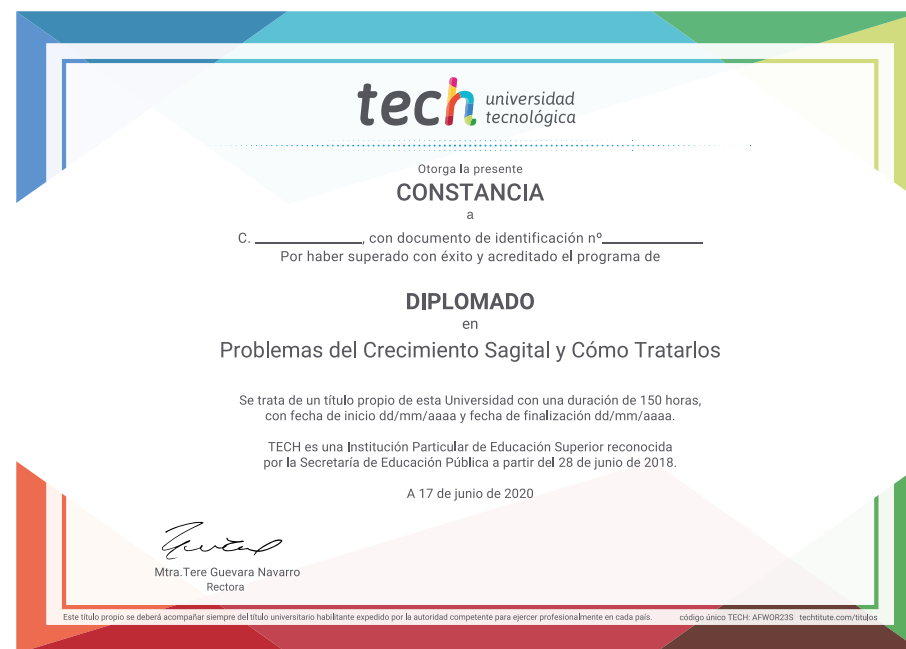 tech universidad
tecnológica
Otorga la presente
CONSTANCIA
a
C. ____________, con documento de identificación nº____________
Por haber superado con éxito y acreditado el programa de
DIPLOMADO
en
Problemas del Crecimiento Sagital y Cómo Tratarlos
Se trata de un título propio de esta Universidad con una duración de 150 horas,
con fecha de inicio dd/mm/aaaa y fecha de finalización dd/mm/aaaa.
TECH es una Institución Particular de Educación Superior reconocida
por la Secretaría de Educación Pública a partir del 28 de junio de 2018.
A 17 de junio de 2020
Mtra.Tere Guevara Navarro
Rectora
Este título propio se deberá acompañar siempre del título universitario habilitante expedido por la autoridad competente para ejercer profesionalmente en cada país. código único TECH: AFWOR23S techtitute.com/titulos